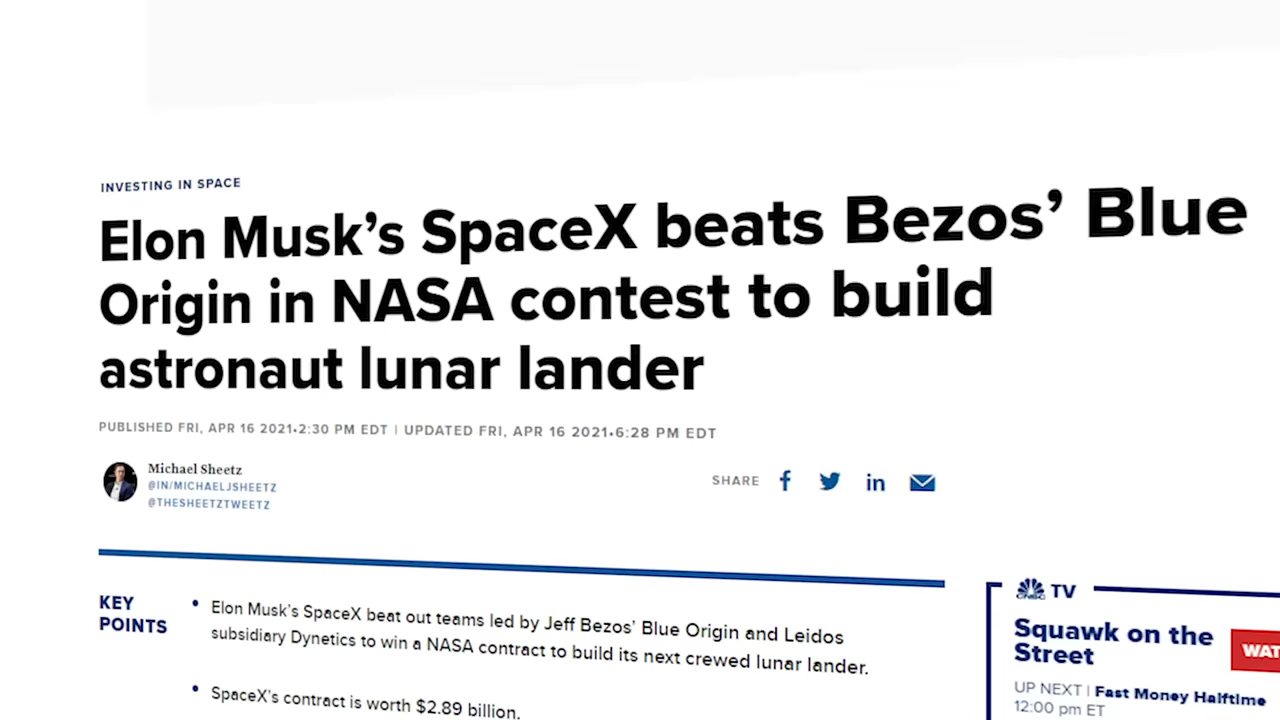 INVESTING IN SPACE
Elon Musk's SpaceX beats Bezos' Blue
Origin in NASA contest to build
astronaut lunar lander
PUBLISHED FRI, APR 16 2021•2:30 PM EDT | UPDATED FRI, APR 16 2021•6:28 PM EDT
Michael Sheetz
@IN/MICHAELJSHEETZ
@THESHEETZTWEETZ
SHARE
KEY
POINTS
• Elon Musk's SpaceX beat out teams led by Jeff Bezos' Blue Origin and Leidos
subsidiary Dynetics to win a NASA contract to build its next crewed lunar lander.
• SpaceX's contract is worth $2.89 billion.
CNBC TV
Squawk on the
Street
WAT
UP NEXT | Fast Money Halftime
12:00 pm ET